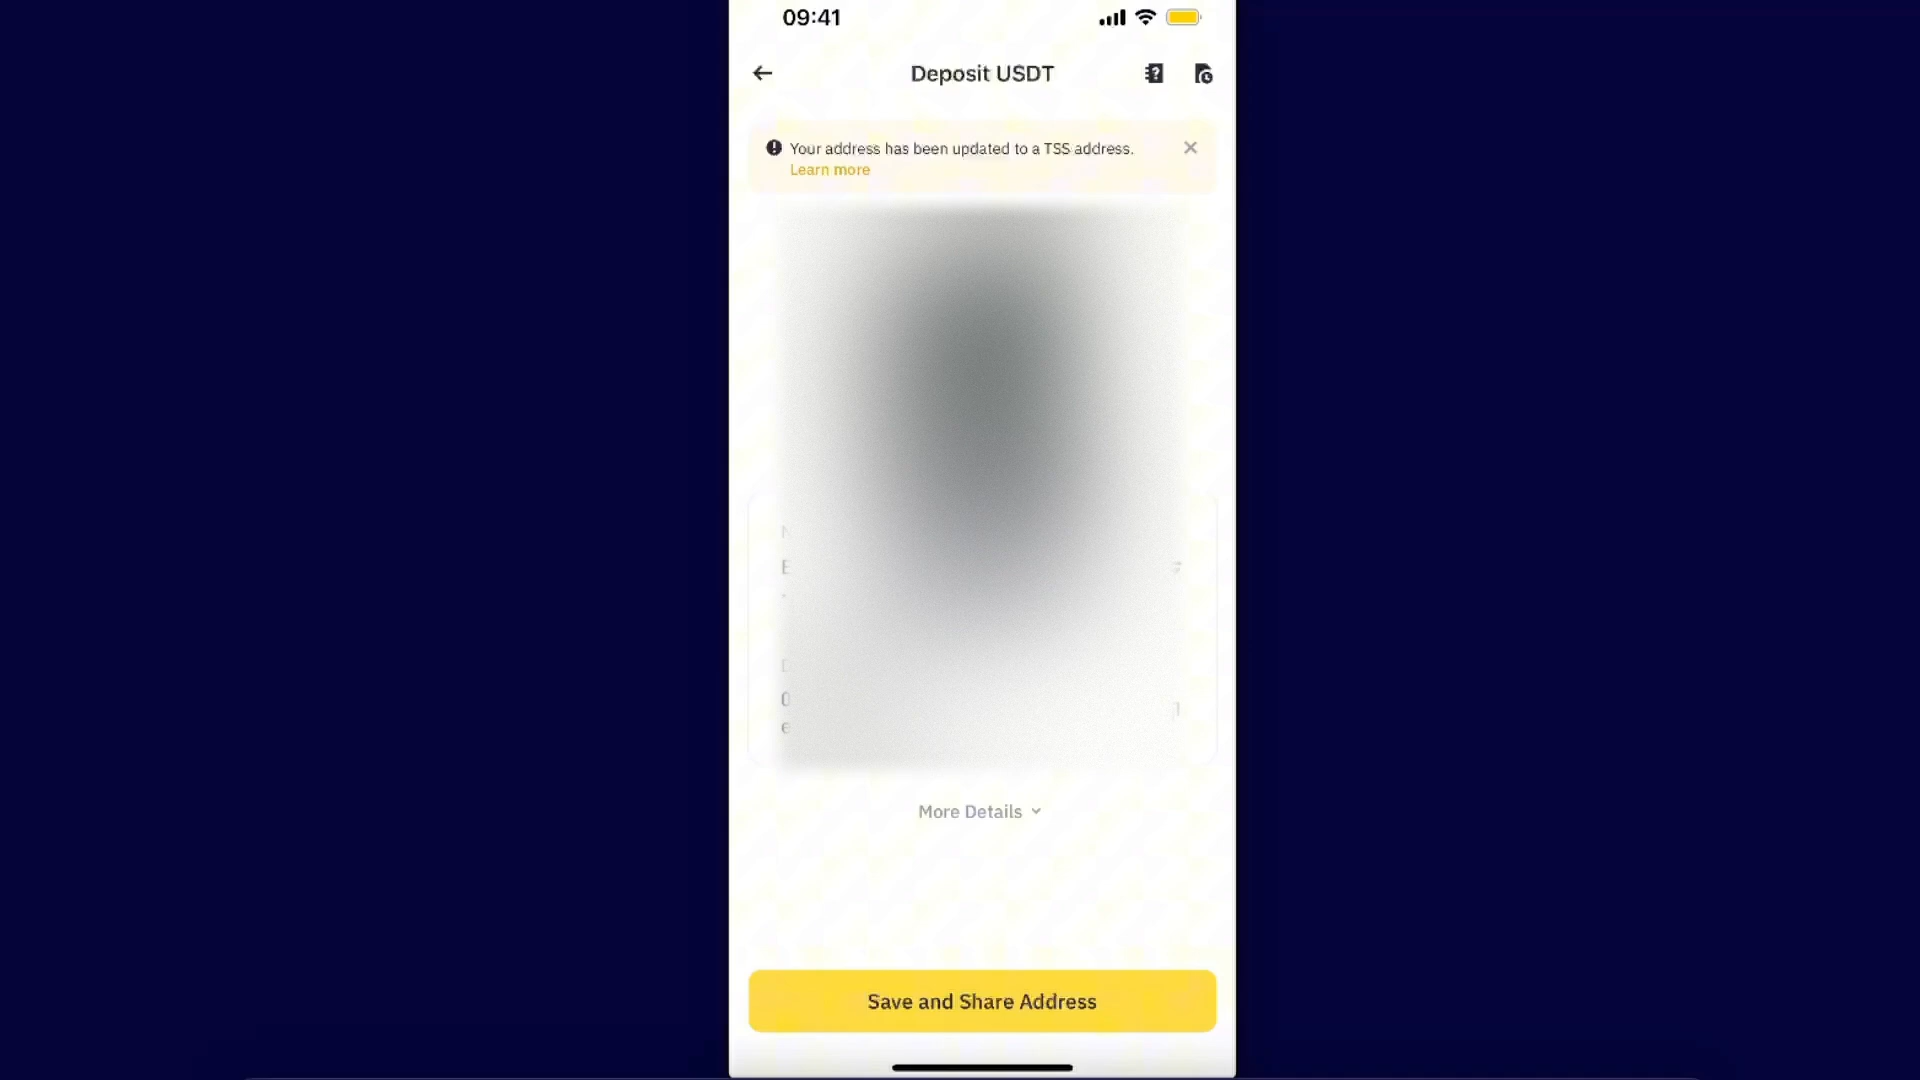 09:41
Deposit USDT
Your address has been updated to a TSS address.
Learn more
More Details
Save and Share Address